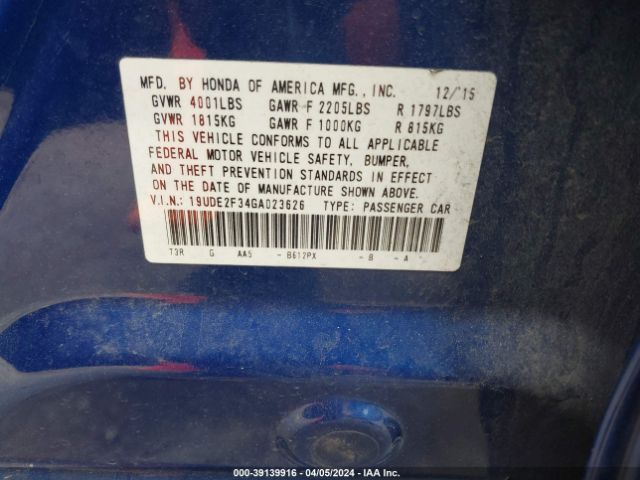 MFD. BY HONDA OF AMERICA MFG., INC. 12/'15
GVWR 4001LBS GAWR F 2205LBS R 1797LBS
GVWR 1815KG GAWR F 1000KG R 815KG
THIS VEHICLE CONFORMS TO ALL APPLICABLE
FEDERAL MOTOR VEHICLE SAFETY, BUMPER,
AND THEFT PREVENTION STANDARDS IN EFFECT
ON THE DATE OF MANUFACTURE SHOWN ABOVE.
V.I.N.: 19UDE2F34GA023626 TYPE: PASSENGER CAR
T3R G AA5 - B612PX - B - A
000-39139916 - 04/05/2024 - IAA Inc.